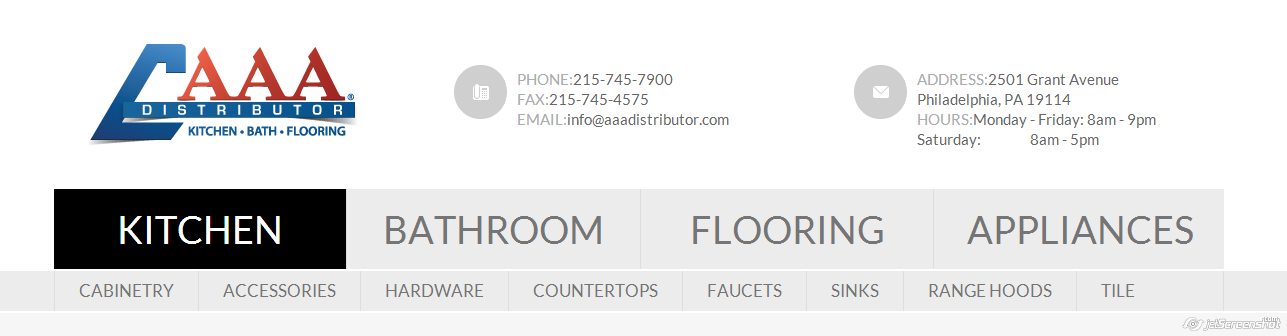 AAA®
DISTRIBUTOR
KITCHEN • BATH • FLOORING
PHONE:215-745-7900
FAX:215-745-4575
EMAIL:info@aaadistributor.com
ADDRESS:2501 Grant Avenue
Philadelphia, PA 19114
HOURS:Monday - Friday: 8am - 9pm
Saturday: 8am - 5pm
KITCHEN BATHROOM FLOORING APPLIANCES
CABINETRY ACCESSORIES HARDWARE COUNTERTOPS FAUCETS SINKS RANGE HOODS TILE
jetScreenshot.com